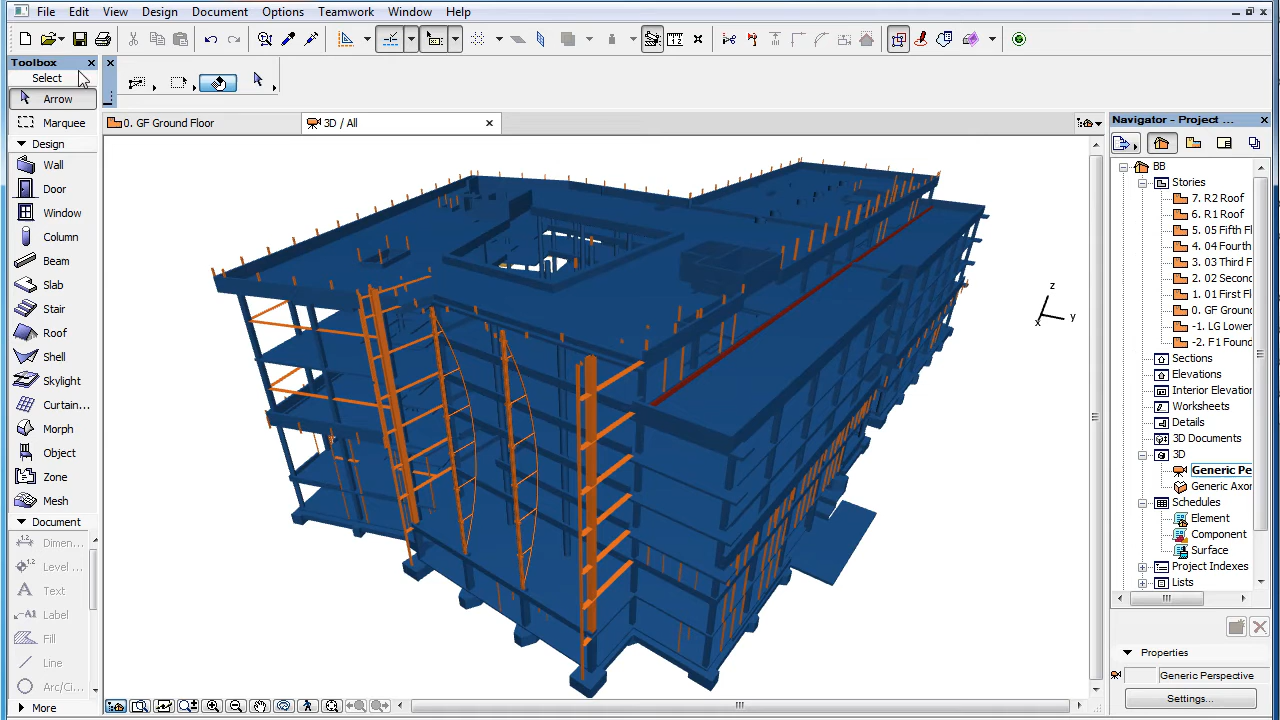 File Edit View Design Document Options Teamwork Window Help
Toolbox
Select
Arrow
Marquee
Design
Wall
Door
Window
Column
Beam
Slab
Stair
Roof
Shell
Skylight
Curtain...
Morph
Object
Zone
Mesh
Document
Dimen...
Level ...
Text
Label
Fill
Line
Arc/Ci...
More
0. GF Ground Floor
3D / All
z
y
x
Navigator - Project ...
BB
Stories
7. R2 Roof
6. R1 Roof
5. 05 Fifth Fl
4. 04 Fourth
3. 03 Third F
2. 02 Second
1. 01 First Fl
0. GF Ground
-1. LG Lower
-2. F1 Found
Sections
Elevations
Interior Elevation
Worksheets
Details
3D Documents
3D
Generic Pe
Generic Axon
Schedules
Element
Component
Surface
Project Indexes
Lists
Properties
Generic Perspective
Settings...